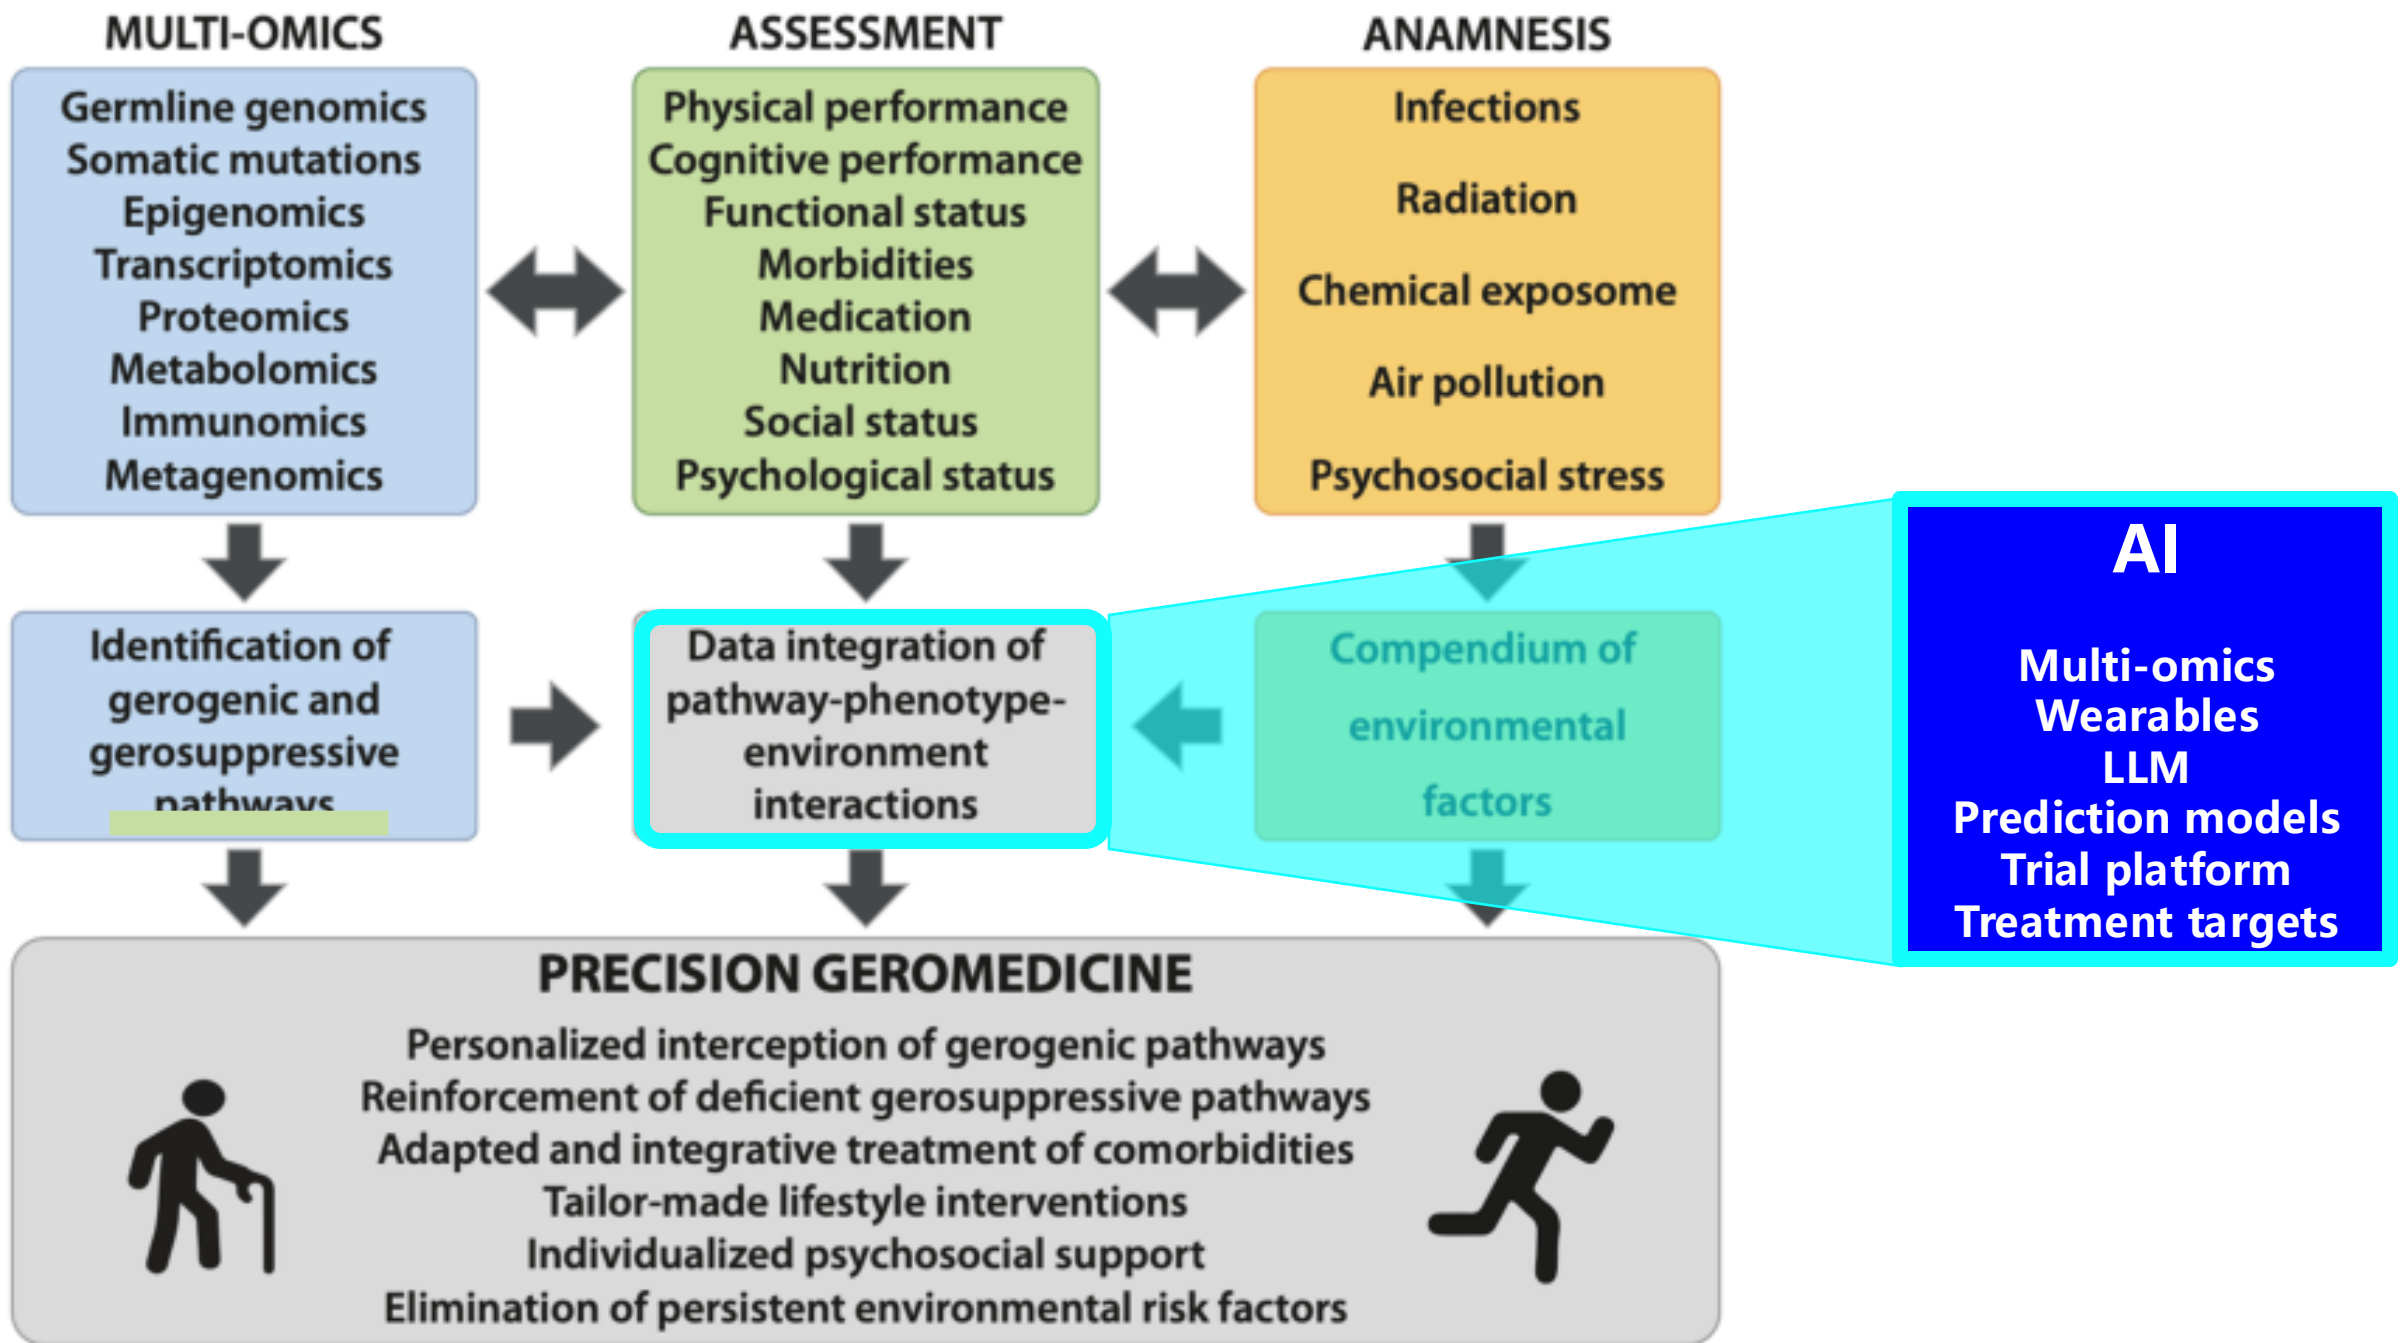 MULTI-OMICS
Germline genomics
Somatic mutations
Epigenomics
Transcriptomics
Proteomics
Metabolomics
Immunomics
Metagenomics
ASSESSMENT
Physical performance
Cognitive performance
Functional status
Morbidities
Medication
Nutrition
Social status
Psychological status
ANAMNESIS
Infections
Radiation
Chemical exposome
Air pollution
Psychosocial stress
Identification of
gerogenic and
gerosuppressive
pathways
Data integration of
pathway-phenotype-
environment
interactions
Compendium of
environmental
factors
AI
Multi-omics
Wearables
LLM
Prediction models
Trial platform
Treatment targets
PRECISION GEROMEDICINE
Personalized interception of gerogenic pathways
Reinforcement of deficient gerosuppressive pathways
Adapted and integrative treatment of comorbidities
Tailor-made lifestyle interventions
Individualized psychosocial support
Elimination of persistent environmental risk factors